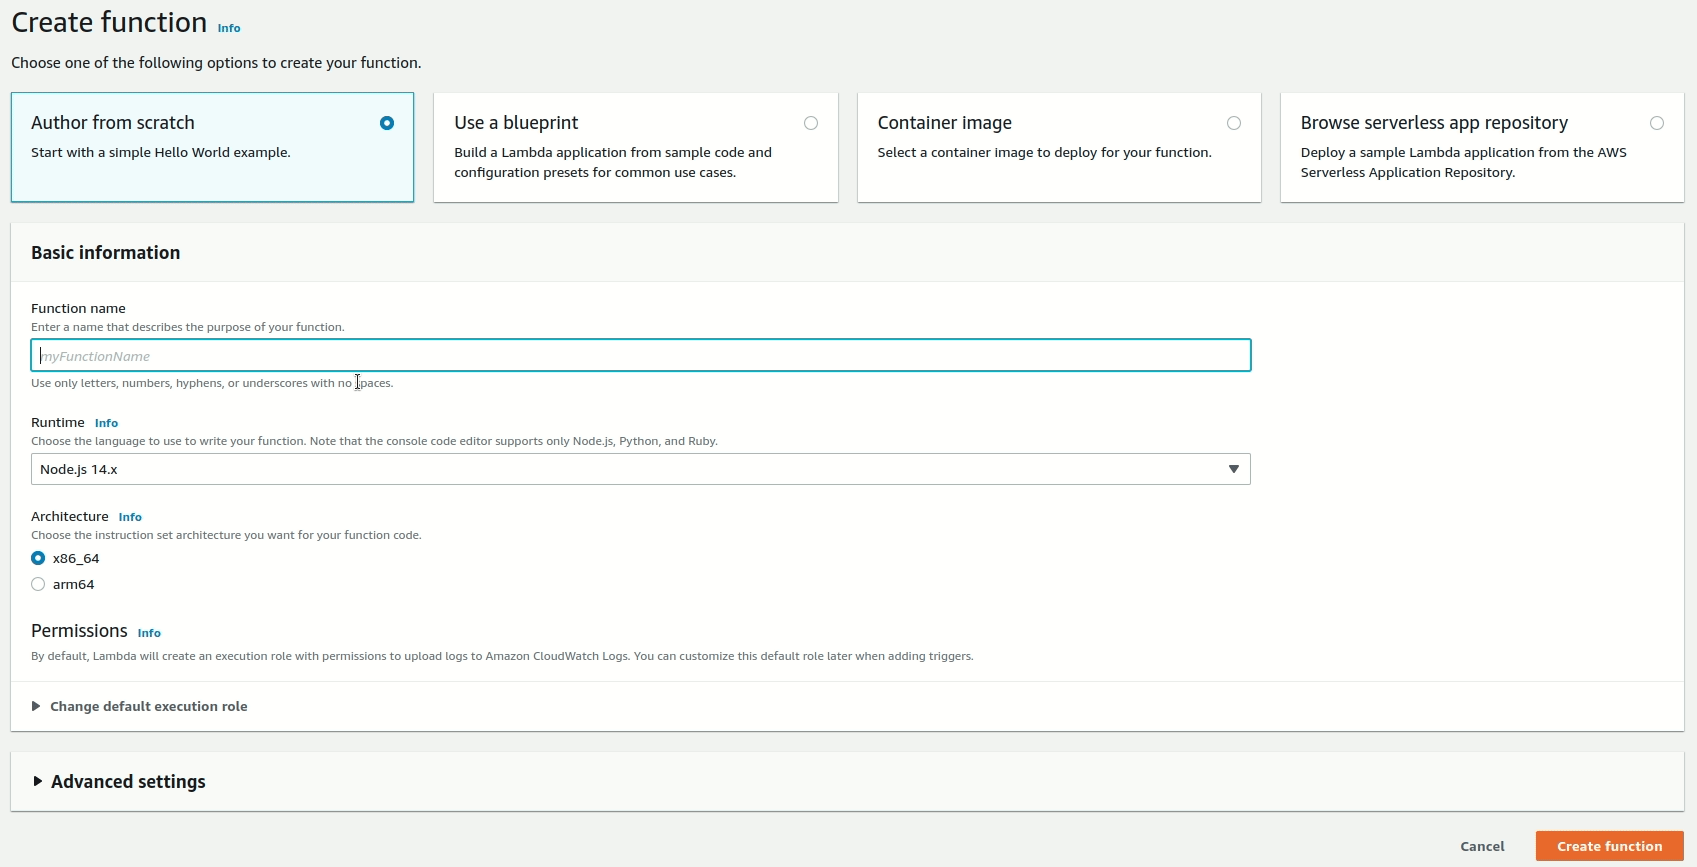 Create function Info
Choose one of the following options to create your function.
Author from scratch
Start with a simple Hello World example.
Use a blueprint
Build a Lambda application from sample code and
configuration presets for common use cases.
Container image
Select a container image to deploy for your function.
Browse serverless app repository
Deploy a sample Lambda application from the AWS
Serverless Application Repository.
Basic information
Function name
Enter a name that describes the purpose of your function.
myFunctionName
Use only letters, numbers, hyphens, or underscores with no spaces.
Runtime Info
Choose the language to use to write your function. Note that the console code editor supports only Node.js, Python, and Ruby.
Node.js 14.x
Architecture Info
Choose the instruction set architecture you want for your function code.
x86_64
arm64
Permissions Info
By default, Lambda will create an execution role with permissions to upload logs to Amazon CloudWatch Logs. You can customize this default role later when adding triggers.
Change default execution role
Advanced settings
Cancel
Create function